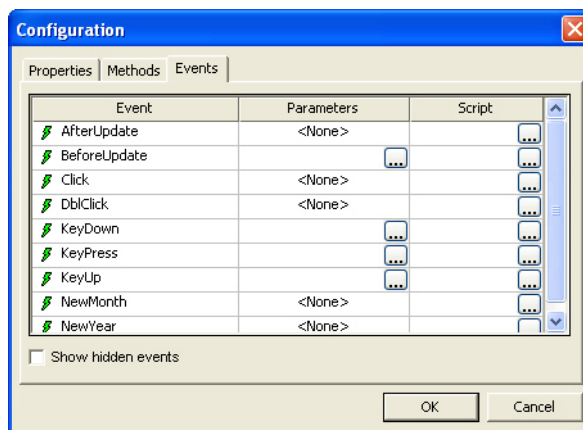 Configuration
Properties Methods Events
Event Parameters Script
AfterUpdate <None> ...
BeforeUpdate ... ...
Click <None> ...
DblClick <None> ...
KeyDown ... ...
KeyPress ... ...
KeyUp ... ...
NewMonth <None> ...
NewYear <None>
Show hidden events
OK Cancel